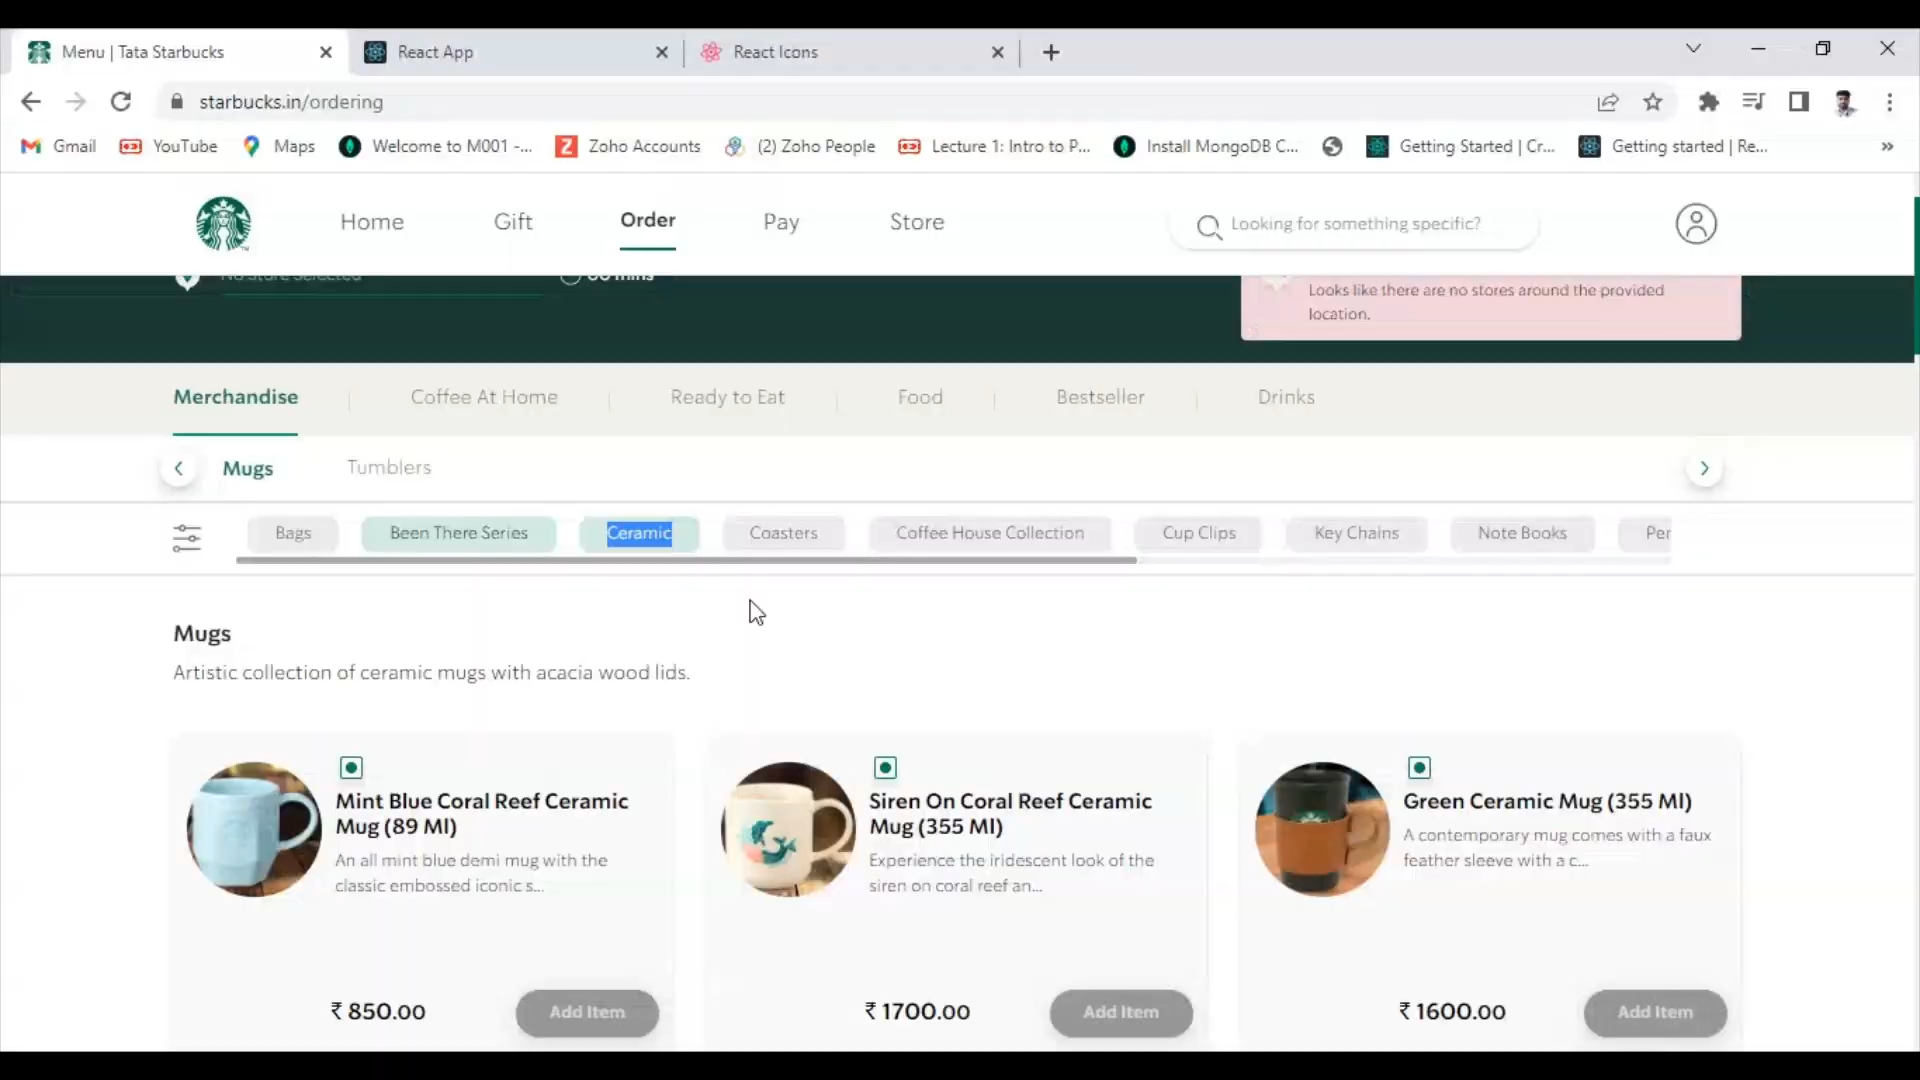 Menu | Tata Starbucks
React App
React Icons
starbucks.in/ordering
Gmail
YouTube
Maps
Welcome to M001 -...
Zoho Accounts
(2) Zoho People
Lecture 1: Intro to P...
Install MongoDB C...
Getting Started | Cr...
Getting started | Re...
»
Home
Gift
Order
Pay
Store
Looking for something specific?
No Store Selected
mins
Looks like there are no stores around the provided
location.
Merchandise
Coffee At Home
Ready to Eat
Food
Bestseller
Drinks
Mugs
Tumblers
Bags
Been There Series
Ceramic
Coasters
Coffee House Collection
Cup Clips
Key Chains
Note Books
Mugs
Artistic collection of ceramic mugs with acacia wood lids.
Mint Blue Coral Reef Ceramic
Mug (89 Ml)
An all mint blue demi mug with the
classic embossed iconic s...
₹ 850.00
Add Item
Siren On Coral Reef Ceramic
Mug (355 Ml)
Experience the iridescent look of the
siren on coral reef an...
₹ 1700.00
Add Item
Green Ceramic Mug (355 Ml)
A contemporary mug comes with a faux
feather sleeve with a c...
₹ 1600.00
Add Item